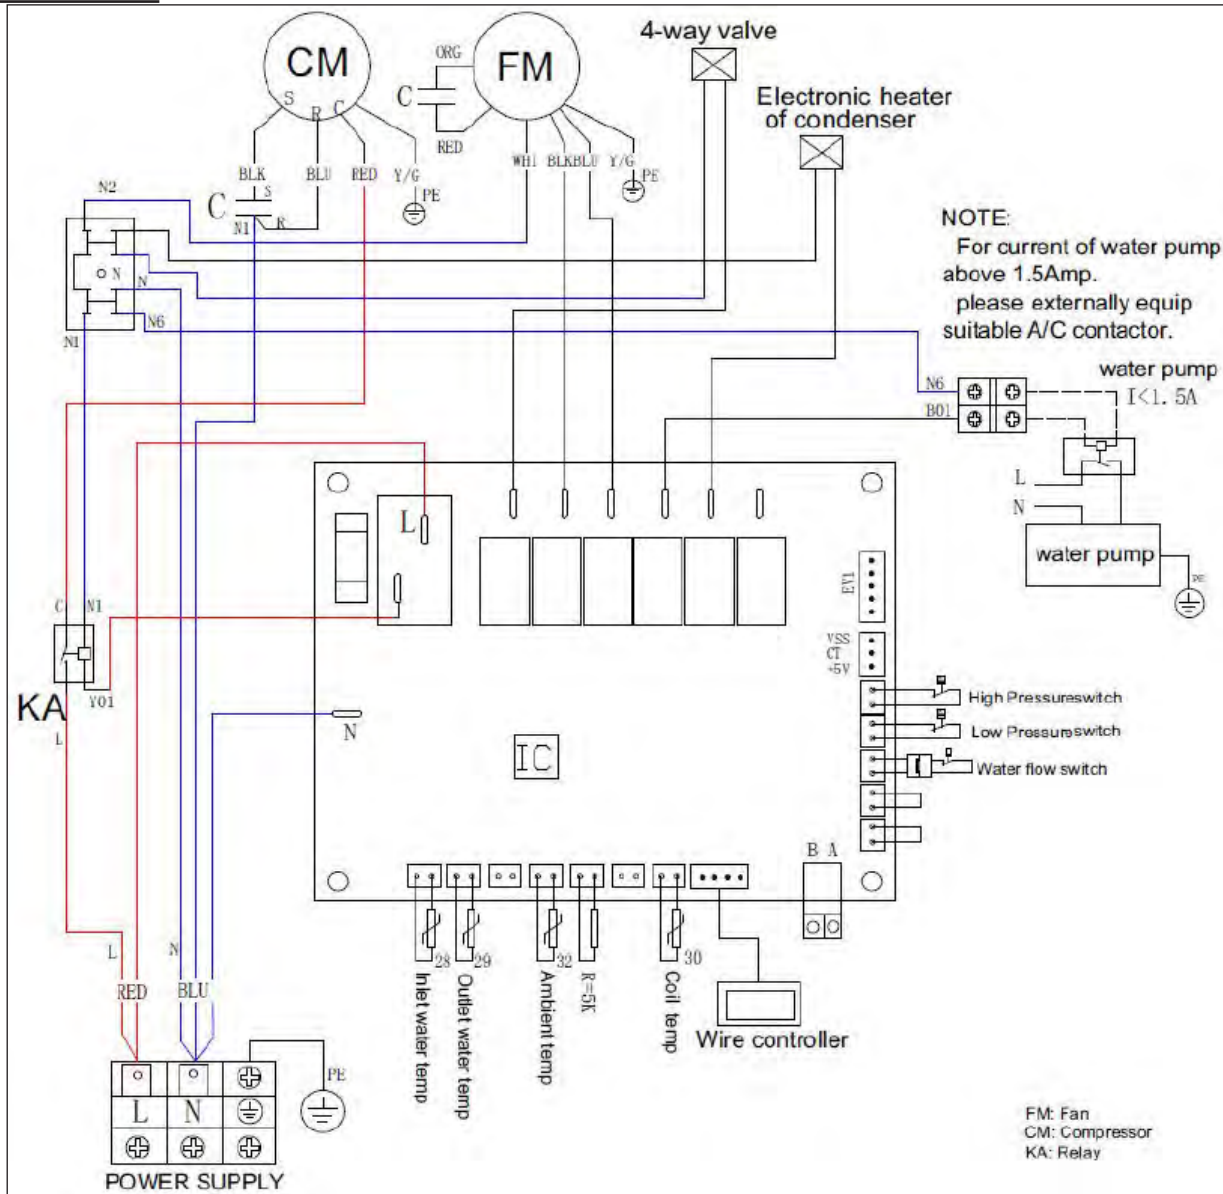 4-way valve
CM
S
R
C
ORG
C
RED
FM
Electronic heater
of condenser
BLK
BLU
RED
Y/G
PE
WHI
BLK
BLU
Y/G
PE
N2
C
S
N1
R
N
N
N6
N1
NOTE:
For current of water pump
above 1.5Amp.
please externally equip
suitable A/C contactor.
water pump
I<1.5A
N6
B01
L
N
water pump
PE
L
EV1
VSS
CT
+5V
C
N1
KA
Y01
L
N
IC
High Pressureswitch
Low Pressureswitch
Water flow switch
B A
28
29
32
30
Inlet water temp
Outlet water temp
Ambient temp
R=5K
Coil temp
Wire controller
L
N
RED
BLU
PE
L
N
POWER SUPPLY
FM: Fan
CM: Compressor
KA: Relay